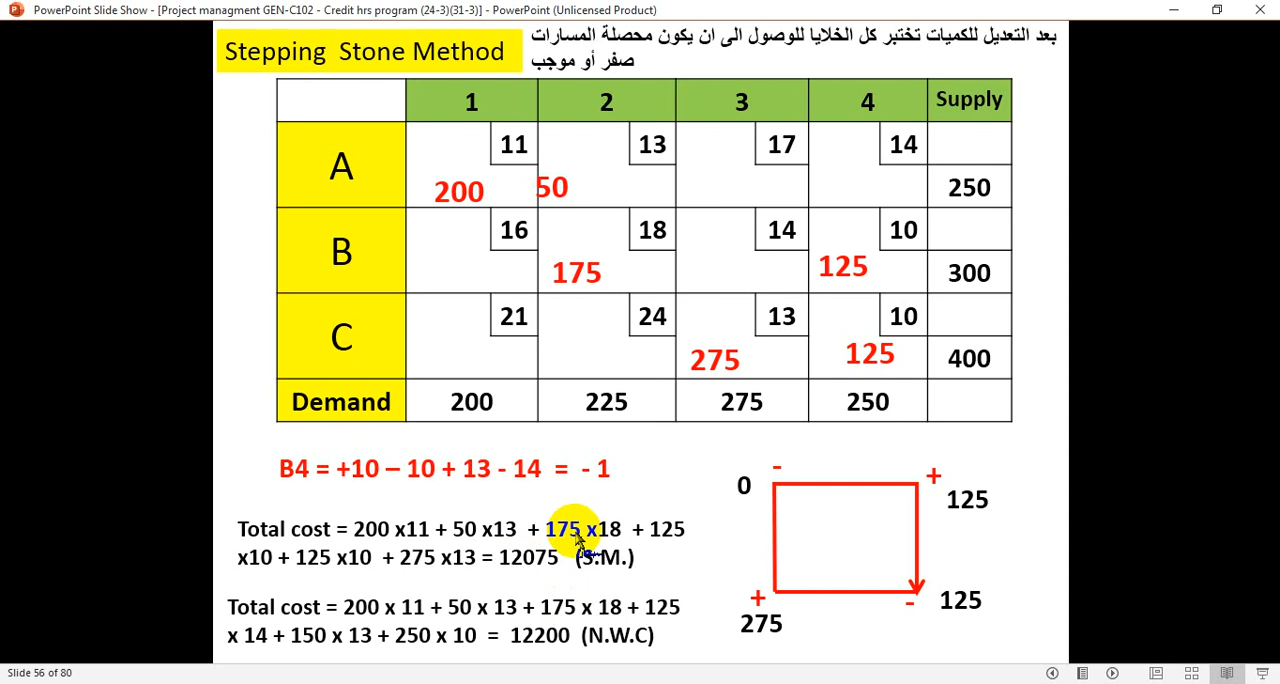 PowerPoint Slide Show - [Project managment GEN-C102 - Credit hrs program (24-3)(31-3)] - PowerPoint (Unlicensed Product)
Stepping Stone Method
بعد التعديل للكميات تختبر كل الخلايا للوصول الى ان يكون محصلة المسارات
صفر أو موجب
1 2 3 4 Supply
A 11 13 17 14
200 50 250
B 16 18 14 10
175 125 300
C 21 24 13 10
275 125 400
Demand 200 225 275 250
B4 = +10 – 10 + 13 - 14 = - 1
0 - + 125
+ 275 - 125
Total cost = 200 x11 + 50 x13 + 175 x18 + 125
x10 + 125 x10 + 275 x13 = 12075 (S.M.)
Total cost = 200 x 11 + 50 x 13 + 175 x 18 + 125
x 14 + 150 x 13 + 250 x 10 = 12200 (N.W.C)
Slide 56 of 80